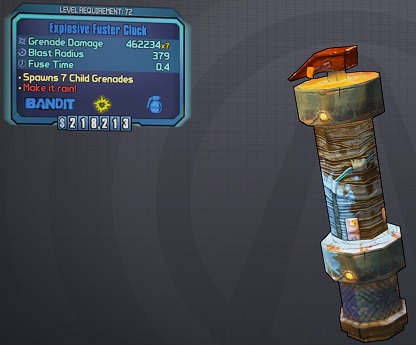 LEVEL REQUIREMENT: 72
Explosive Fuster Cluck
Grenade Damage 462234x7
Blast Radius 379
Fuse Time 0.4
• Spawns 7 Child Grenades
• Make it rain!
BANDIT
$218,213